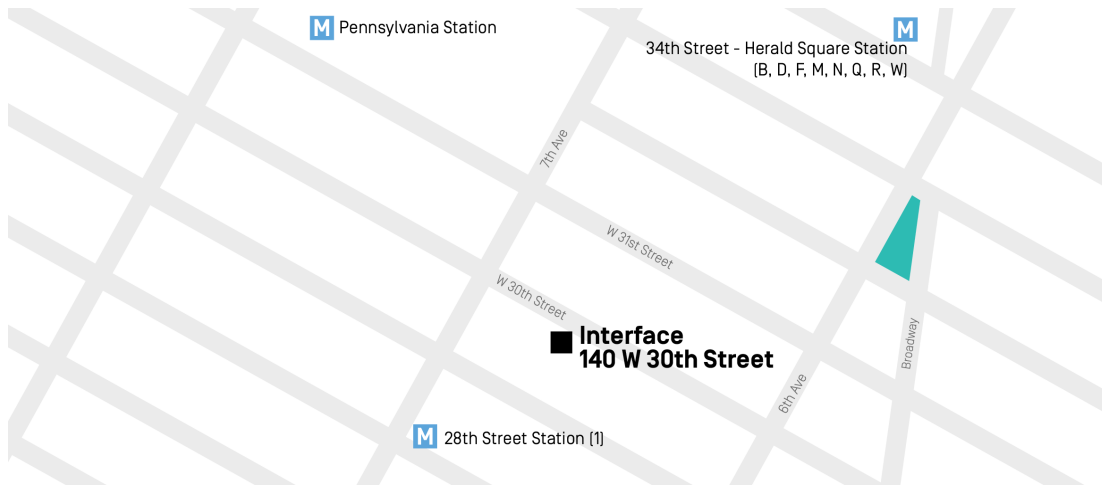 M Pennsylvania Station
M
34th Street - Herald Square Station
(B, D, F, M, N, Q, R, W)
7th Ave
W 31st Street
W 30th Street
Interface
140 W 30th Street
Broadway
6th Ave
M 28th Street Station (1)